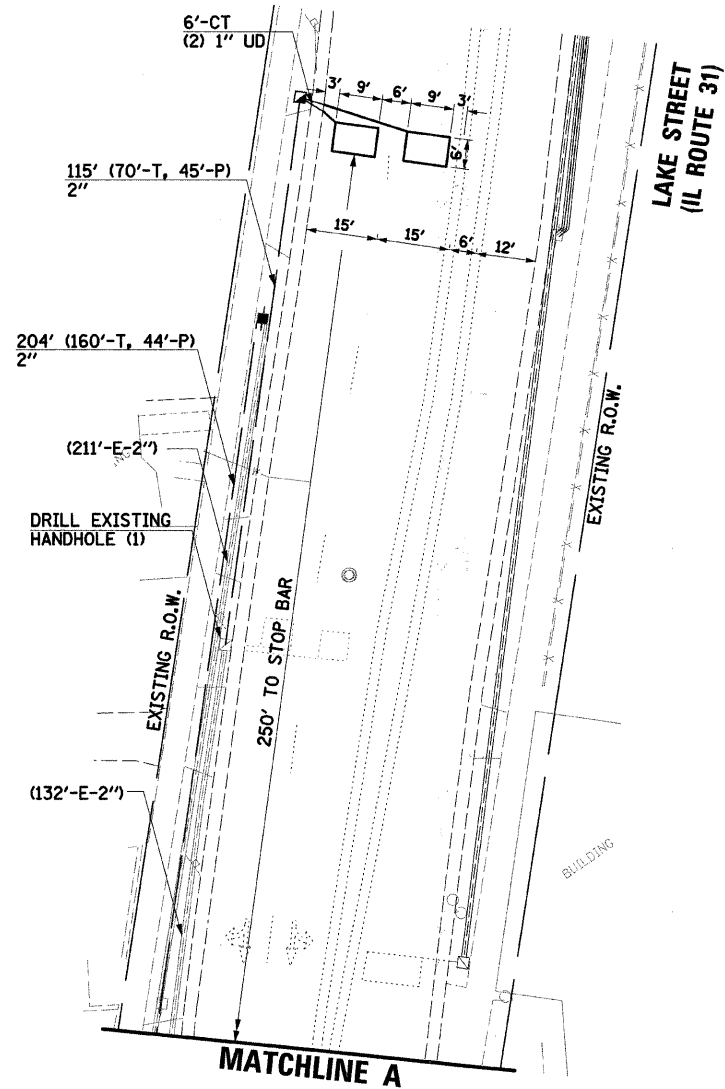 6'-CT
(2) 1" UD
3'
9'
6'
9'
3'
6'
LAKE STREET
(IL ROUTE 31)
115' (70'-T, 45'-P)
2"
15'
15'
6'
12'
204' (160'-T, 44'-P)
2"
(211'-E-2")
DRILL EXISTING
HANDHOLE (1)
EXISTING R.O.W.
EXISTING R.O.W.
250' TO STOP BAR
(132'-E-2")
BUILDING
MATCHLINE A